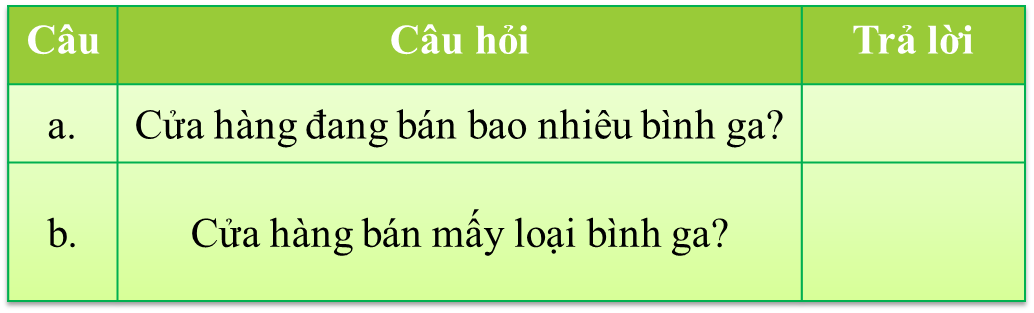 Câu Câu hỏi Trả lời
a. Cửa hàng đang bán bao nhiêu bình ga?
b. Cửa hàng bán mấy loại bình ga?